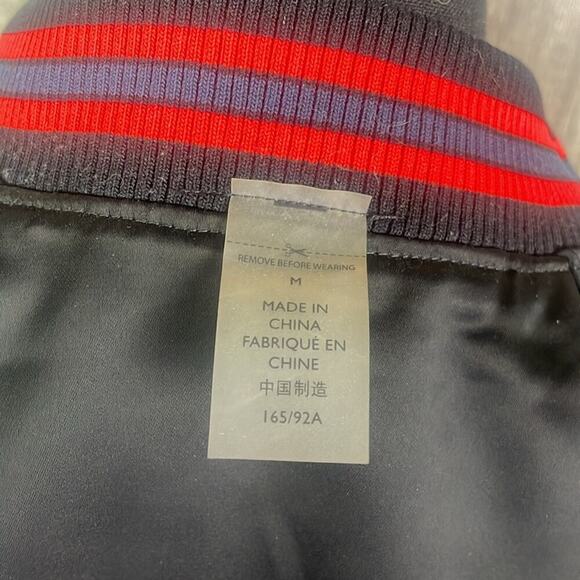 REMOVE BEFORE WEARING
M
MADE IN
CHINA
FABRIQUÉ EN
CHINE
中国制造
165/92A